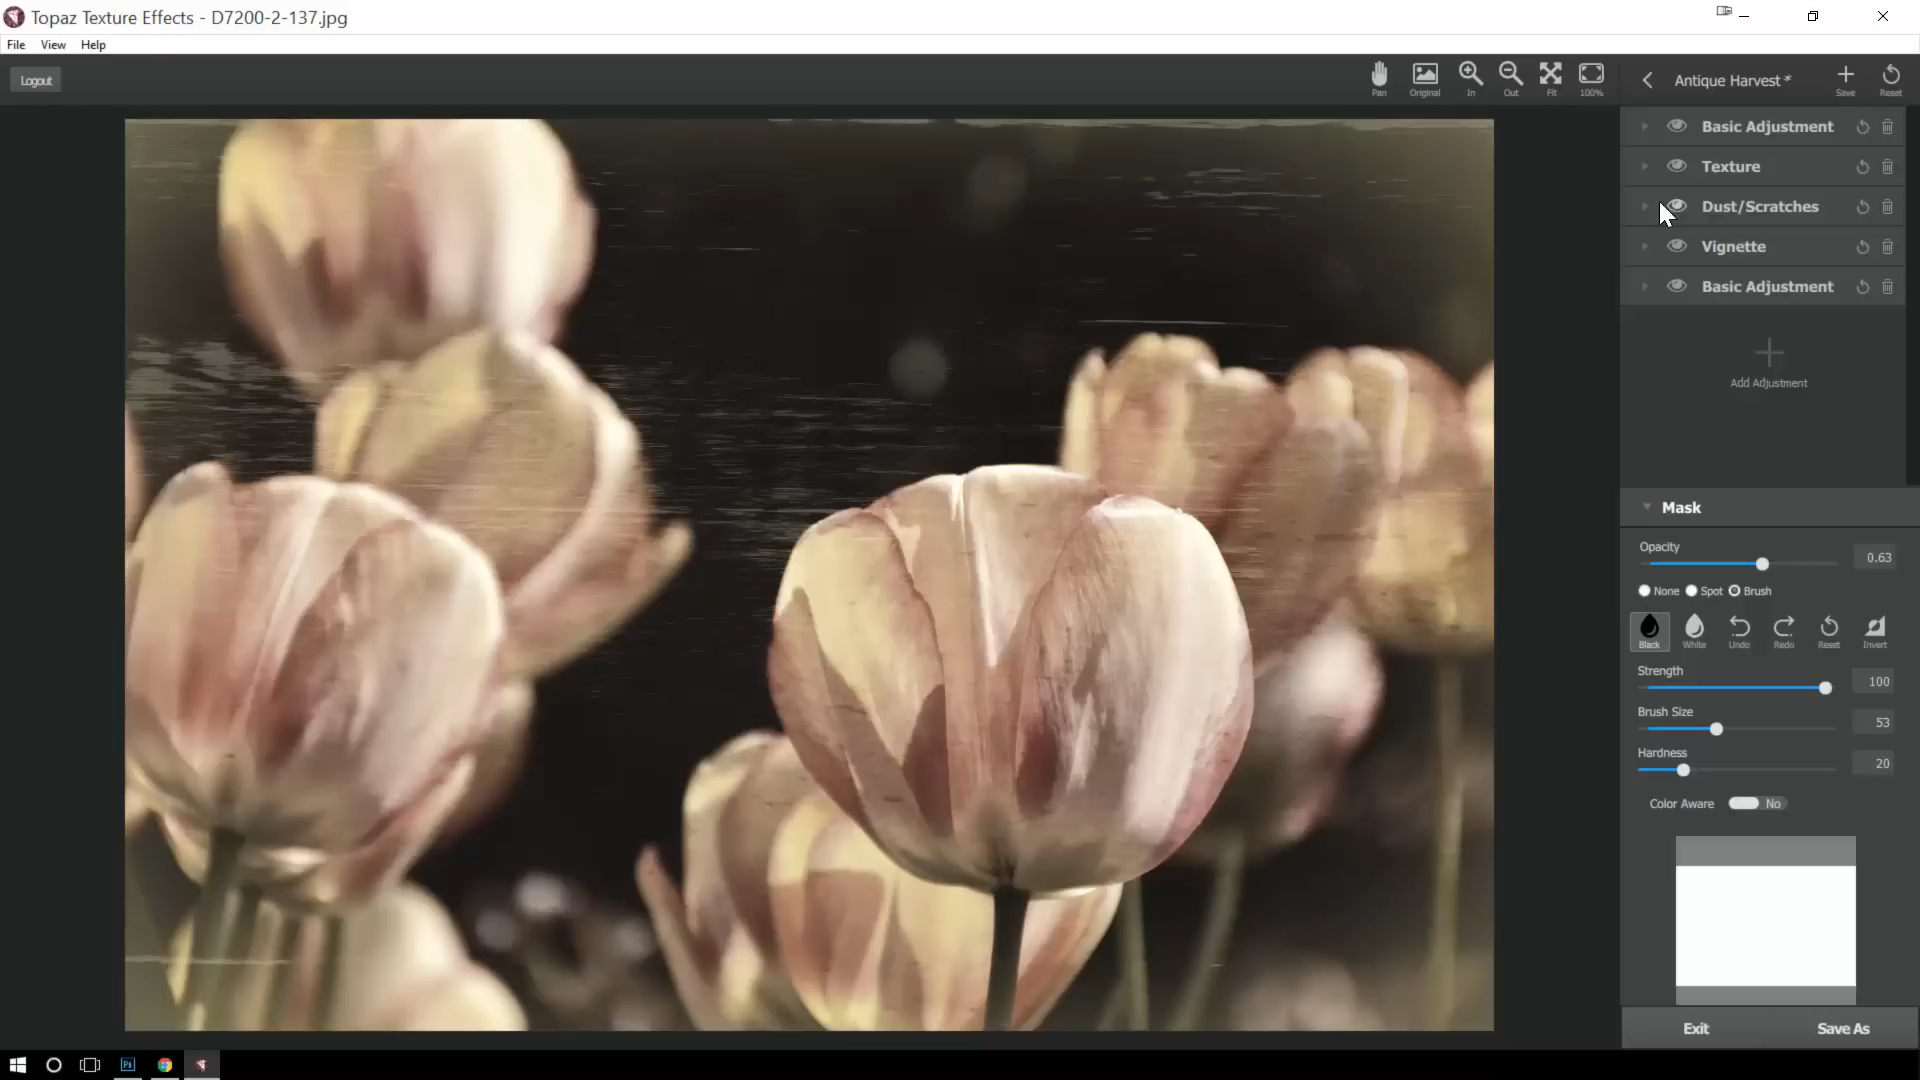 Topaz Texture Effects - D7200-2-137.jpg
File View Help
Logout
Pan Original In Out Fit 100%
Antique Harvest *
Save Reset
Basic Adjustment
Texture
Dust/Scratches
Vignette
Basic Adjustment
Add Adjustment
Mask
Opacity
0.63
None Spot Brush
Black White Undo Redo Reset Invert
Strength
100
Brush Size
53
Hardness
20
Color Aware No
Exit Save As
Ps